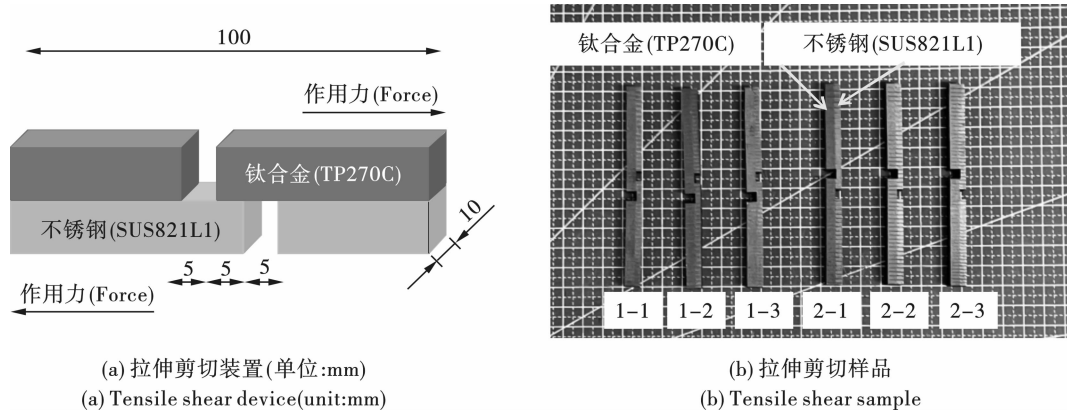 100
作用力(Force)
钛合金(TP270C)
不锈钢(SUS821L1)
10
5 5 5
作用力(Force)
(a) 拉伸剪切装置(单位:mm)
(a) Tensile shear device(unit:mm)
钛合金(TP270C) 不锈钢(SUS821L1)
1-1 1-2 1-3 2-1 2-2 2-3
(b) 拉伸剪切样品
(b) Tensile shear sample